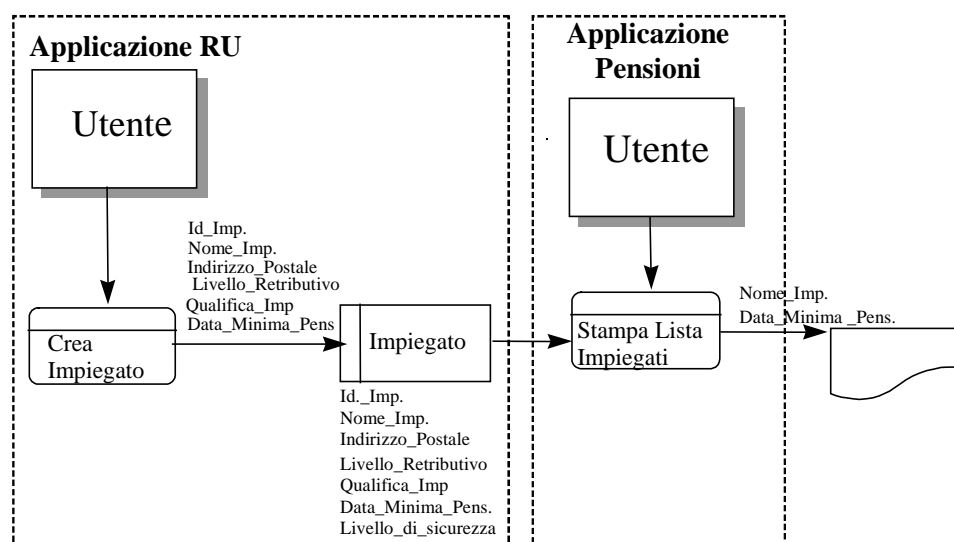 Applicazione RU
Utente
Id_Imp.
Nome_Imp.
Indirizzo_Postale
Livello_Retributivo
Qualifica_Imp
Data_Minima_Pens
Crea
Impiegato
Impiegato
Id._Imp.
Nome_Imp.
Indirizzo_Postale
Livello_Retributivo
Qualifica_Imp
Data_Minima_Pens.
Livello_di_sicurezza
Applicazione
Pensioni
Utente
Stampa Lista
Impiegati
Nome_Imp.
Data_Minima _Pens.